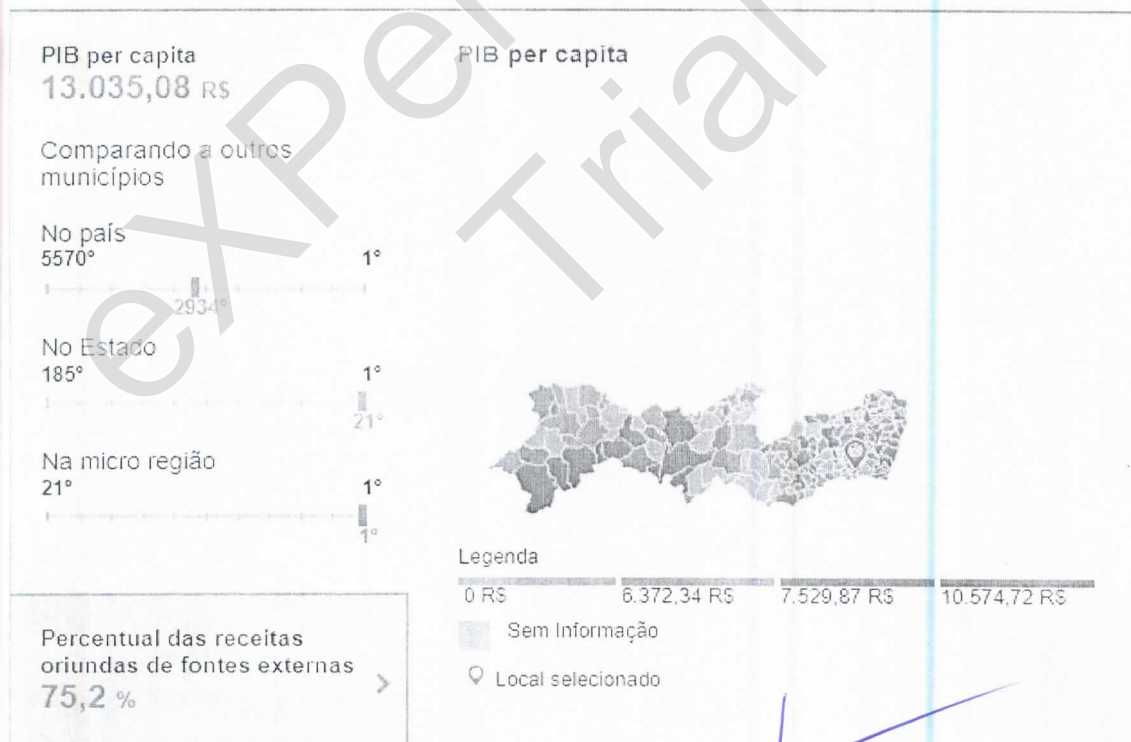 PIB per capita
13.035,08 R$
Comparando a outros
municípios
No país
5570° 1°
2934°
No Estado
185° 1°
21°
Na micro região
21° 1°
1°
Percentual das receitas
oriundas de fontes externas
75,2 % >
PIB per capita
Legenda
0 R$ 6.372,34 R$ 7.529,87 R$ 10.574,72 R$
Sem Informação
Local selecionado
eXPe
Trial